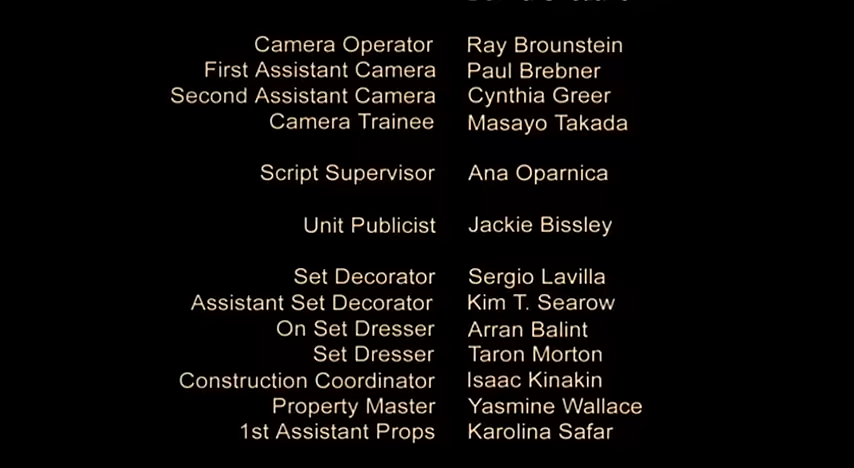 Camera Operator Ray Brounstein
First Assistant Camera Paul Brebner
Second Assistant Camera Cynthia Greer
Camera Trainee Masayo Takada
Script Supervisor Ana Oparnica
Unit Publicist Jackie Bissley
Set Decorator Sergio Lavilla
Assistant Set Decorator Kim T. Searow
On Set Dresser Arran Balint
Set Dresser Taron Morton
Construction Coordinator Isaac Kinakin
Property Master Yasmine Wallace
1st Assistant Props Karolina Safar